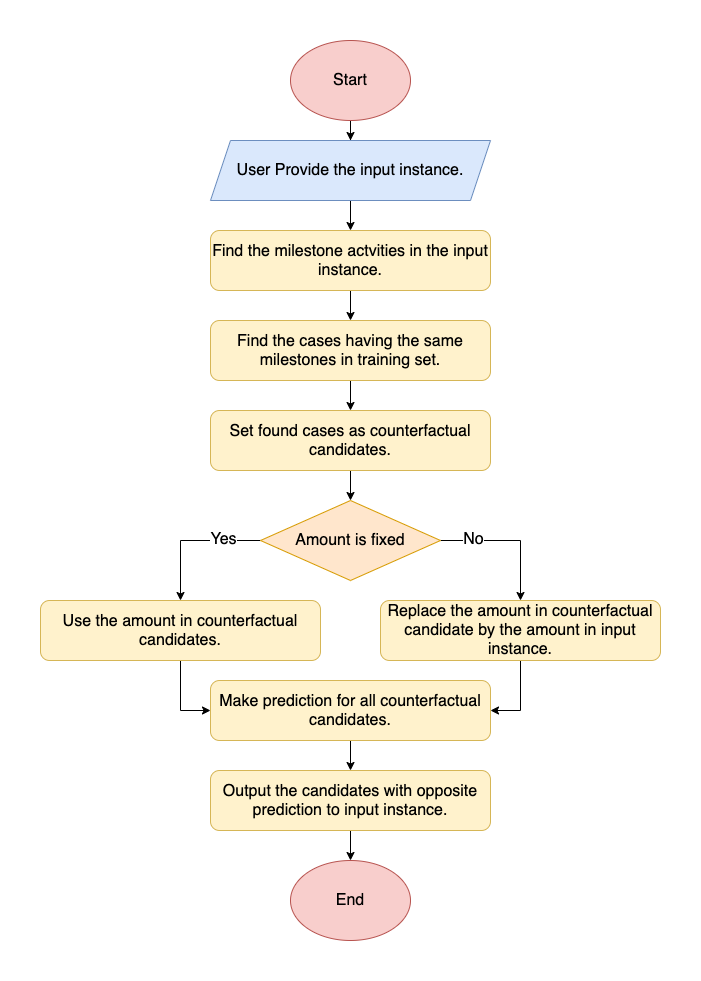 Start
User Provide the input instance.
Find the milestone actvities in the input
instance.
Find the cases having the same
milestones in training set.
Set found cases as counterfactual
candidates.
Amount is fixed
Yes
No
Use the amount in counterfactual
candidates.
Replace the amount in counterfactual
candidate by the amount in input
instance.
Make prediction for all counterfactual
candidates.
Output the candidates with opposite
prediction to input instance.
End